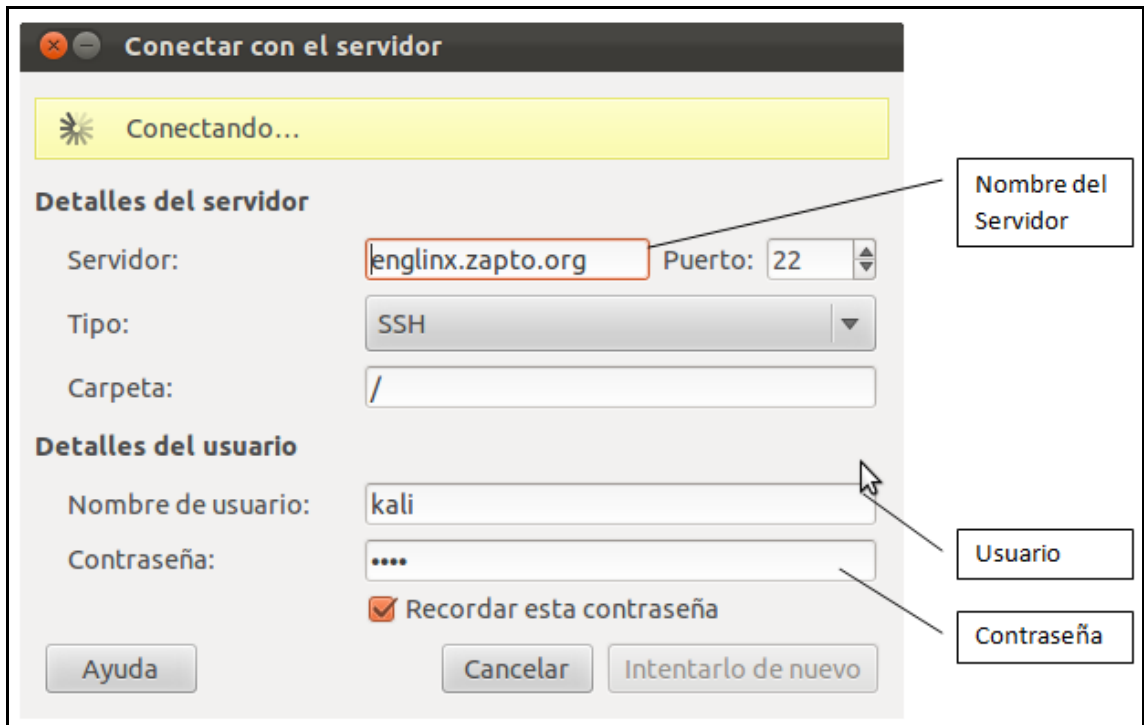 Conectar con el servidor
Conectando...
Nombre del
Servidor
Detalles del servidor
Servidor: englinx.zapto.org Puerto: 22
Tipo: SSH
Carpeta: /
Detalles del usuario
Nombre de usuario: kali
Usuario
Contraseña: ••••
Recordar esta contraseña
Contraseña
Ayuda Cancelar Intentarlo de nuevo